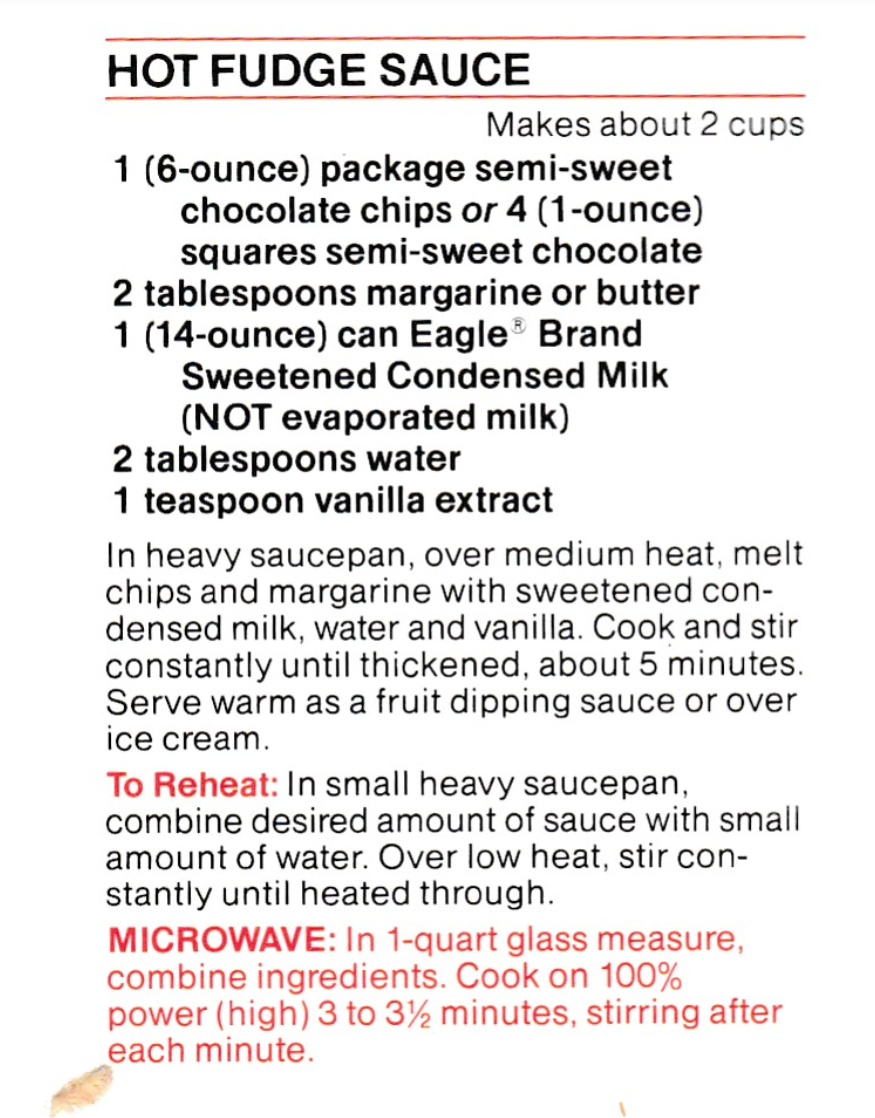 HOT FUDGE SAUCE
Makes about 2 cups
1 (6-ounce) package semi-sweet
chocolate chips or 4 (1-ounce)
squares semi-sweet chocolate
2 tablespoons margarine or butter
1 (14-ounce) can Eagle® Brand
Sweetened Condensed Milk
(NOT evaporated milk)
2 tablespoons water
1 teaspoon vanilla extract
In heavy saucepan, over medium heat, melt
chips and margarine with sweetened con-
densed milk, water and vanilla. Cook and stir
constantly until thickened, about 5 minutes.
Serve warm as a fruit dipping sauce or over
ice cream.
To Reheat: In small heavy saucepan,
combine desired amount of sauce with small
amount of water. Over low heat, stir con-
stantly until heated through.
MICROWAVE: In 1-quart glass measure,
combine ingredients. Cook on 100%
power (high) 3 to 3½ minutes, stirring after
each minute.